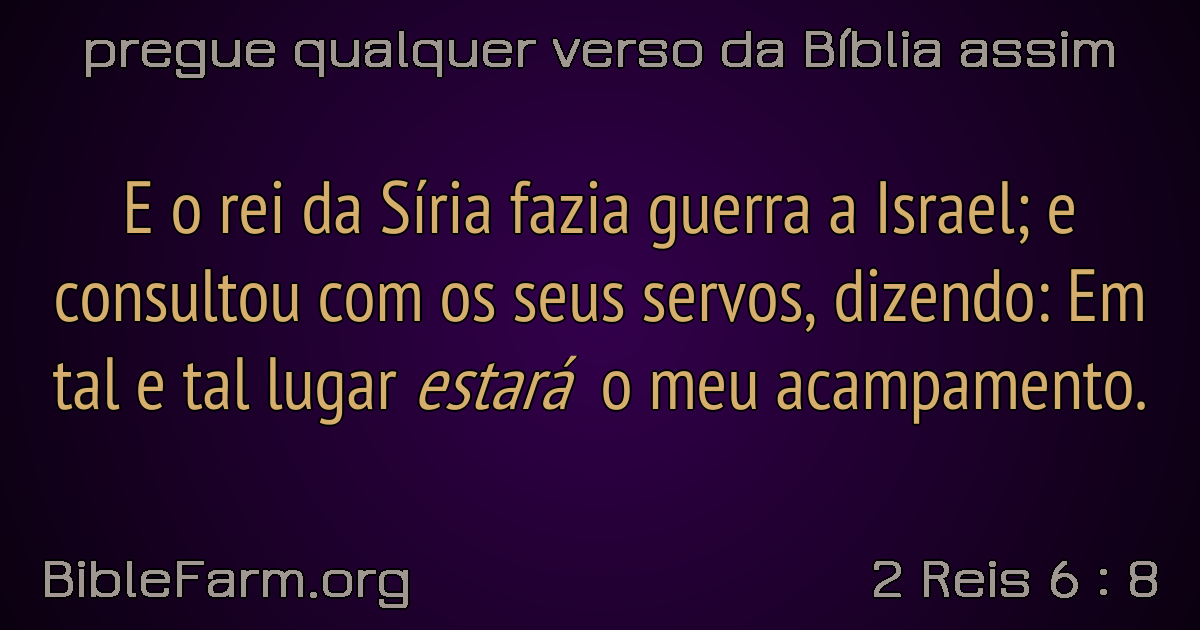 pregue qualquer verso da Bíblia assim
E o rei da Síria fazia guerra a Israel; e
consultou com os seus servos, dizendo: Em
tal e tal lugar estará o meu acampamento.
BibleFarm.org
2 Reis 6 : 8